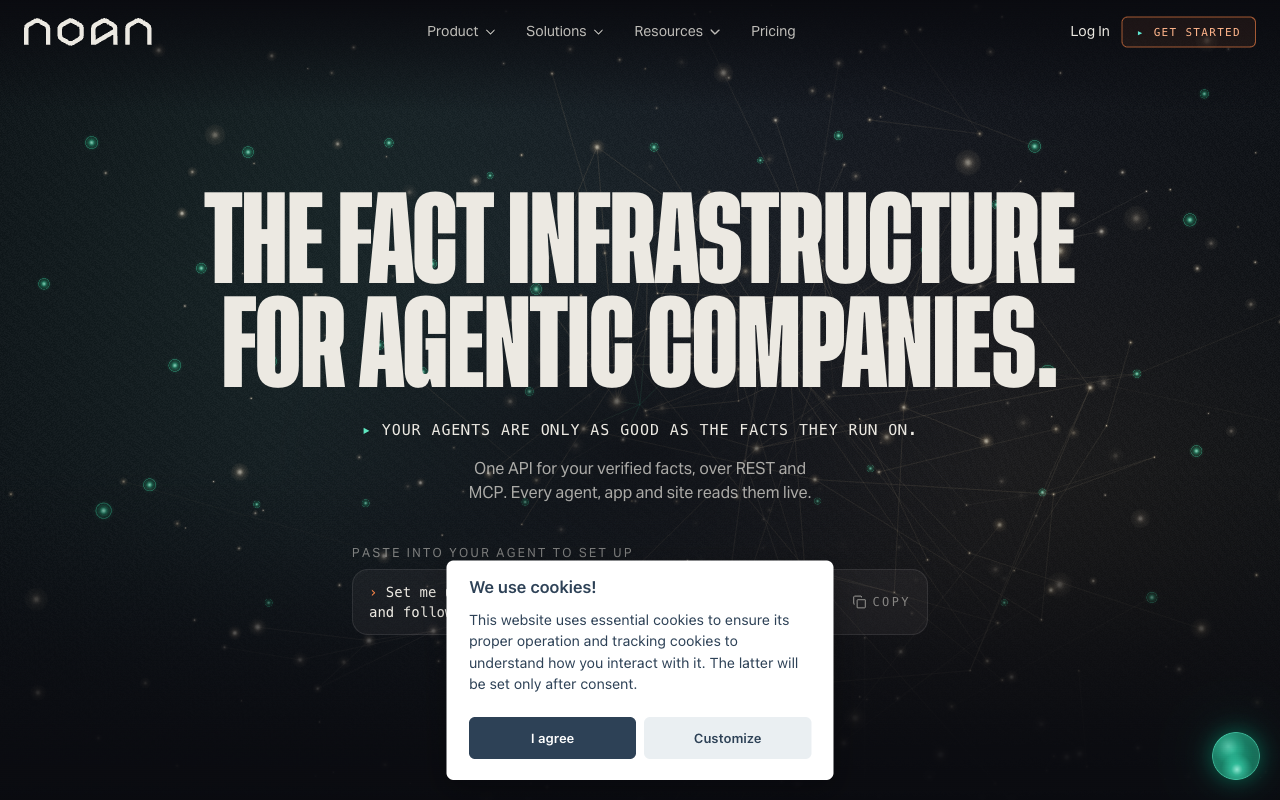 noan
Product
Solutions
Resources
Pricing
Log In
▸ GET STARTED
THE FACT INFRASTRUCTURE
FOR AGENTIC COMPANIES.
▸ YOUR AGENTS ARE ONLY AS GOOD AS THE FACTS THEY RUN ON.
One API for your verified facts, over REST and
MCP. Every agent, app and site reads them live.
PASTE INTO YOUR AGENT TO SET UP
› Set me
and follow
COPY
We use cookies!
This website uses essential cookies to ensure its
proper operation and tracking cookies to
understand how you interact with it. The latter will
be set only after consent.
I agree
Customize